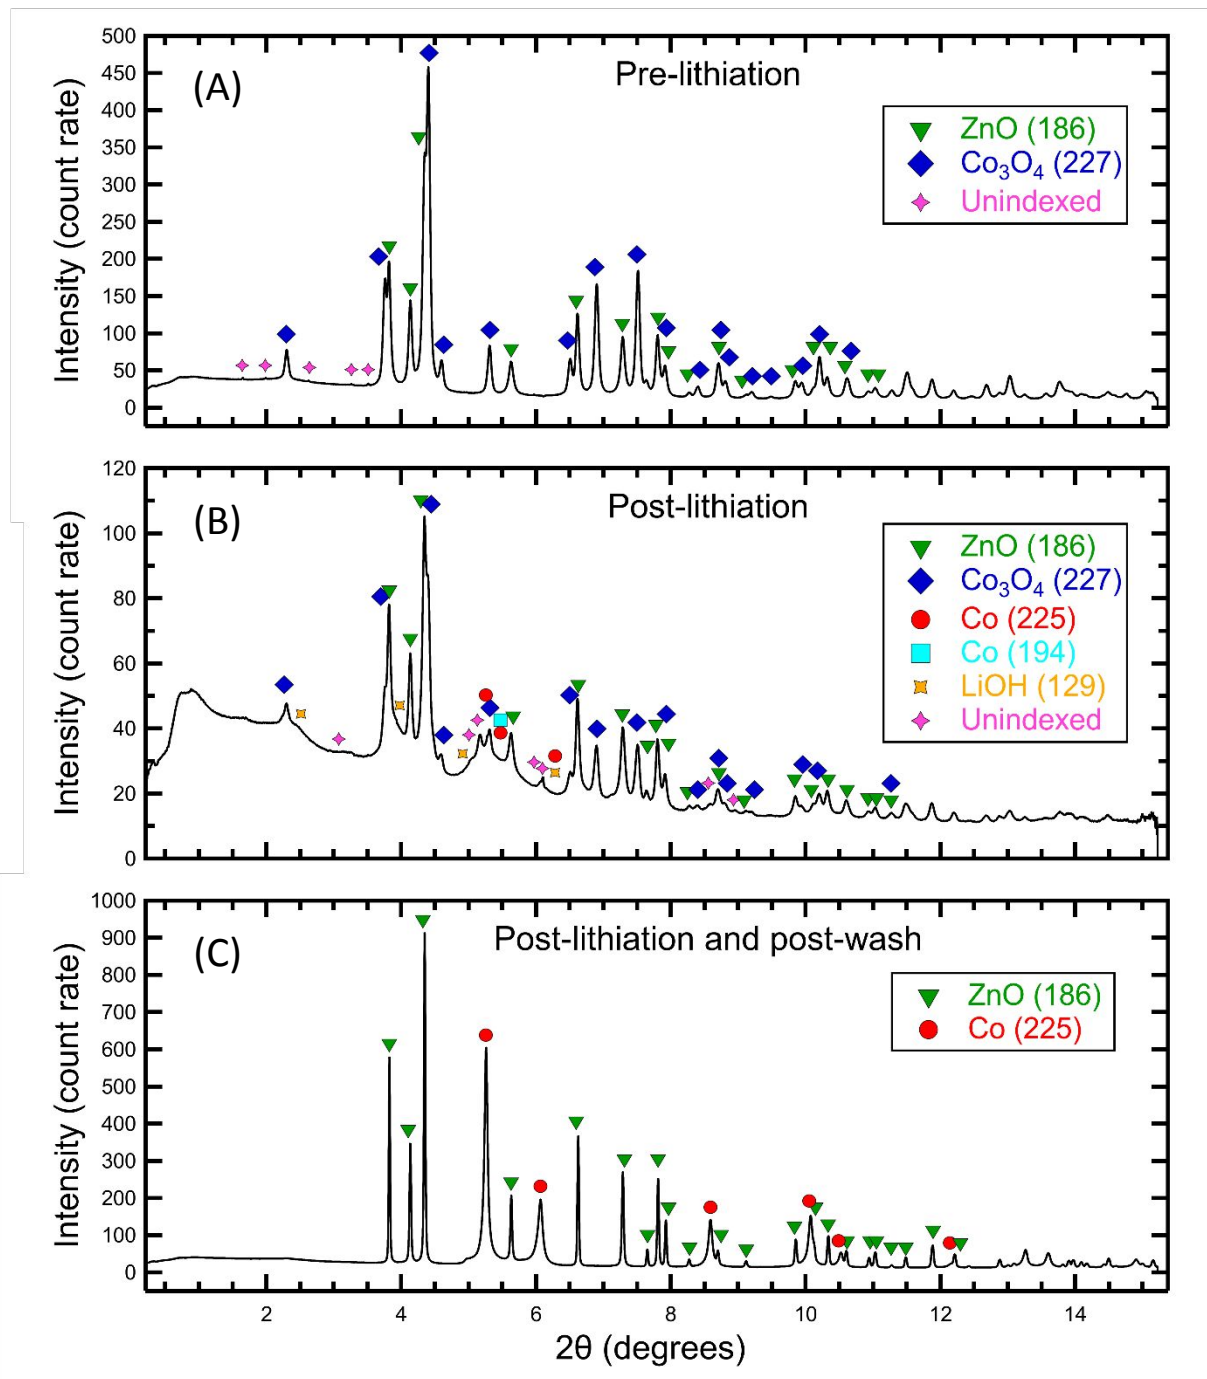 500
450
400
350
300
250
200
150
100
50
0
Intensity (count rate)
(A)
Pre-lithiation
ZnO (186)
Co₃O₄ (227)
Unindexed
120
100
80
60
40
20
0
Intensity (count rate)
(B)
Post-lithiation
ZnO (186)
Co₃O₄ (227)
Co (225)
Co (194)
LiOH (129)
Unindexed
1000
900
800
700
600
500
400
300
200
100
0
Intensity (count rate)
(C)
Post-lithiation and post-wash
ZnO (186)
Co (225)
2 4 6 8 10 12 14
2θ (degrees)